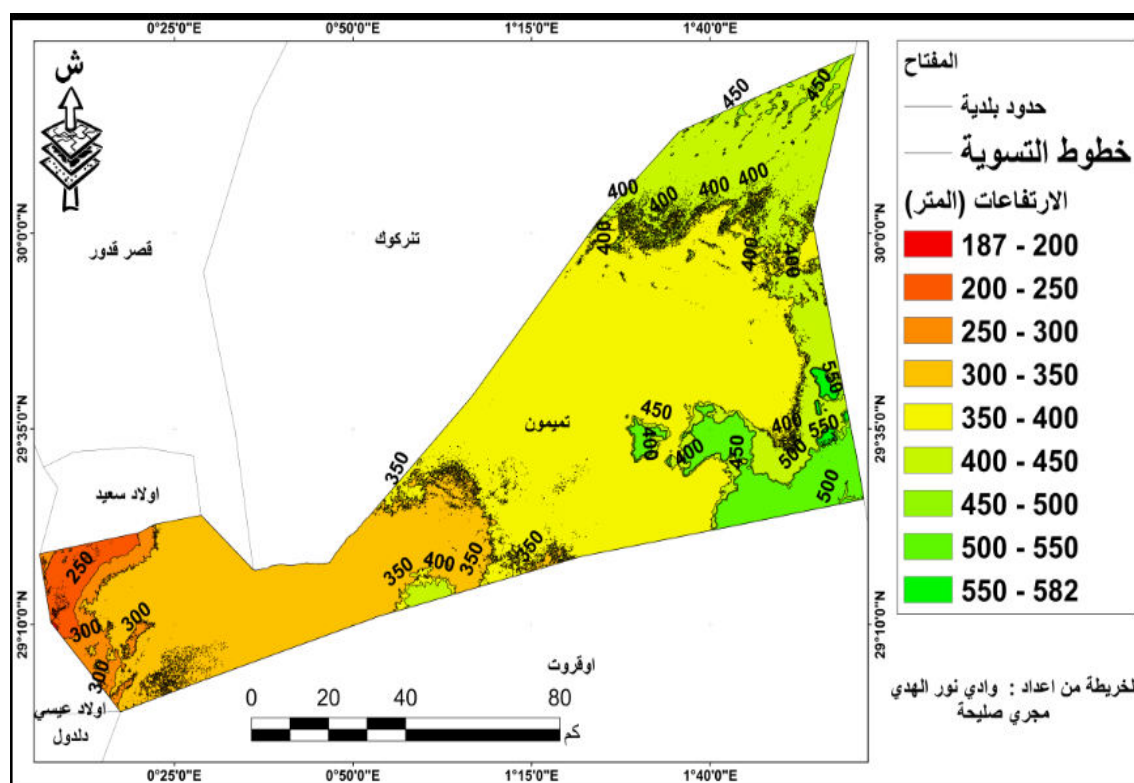 0°25'0"E 0°50'0"E 1°15'0"E 1°40'0"E
ش
المفتاح
حدود بلدية
خطوط التسوية
الارتفاعات (المتر)
187 - 200
200 - 250
250 - 300
300 - 350
350 - 400
400 - 450
450 - 500
500 - 550
550 - 582
450 450
400 400 400 400
400 400 400
30°0'0"N 30°0'0"N
قصر قدور
تنركوك
550
450 400 550
400 400 450 500
500
29°35'0"N 29°35'0"N
تميمون
350
اولاد سعيد
250
350 400 350 350
300 300
300
29°10'0"N 29°10'0"N
اوقروت
اولاد عيسي
دلدول
0 20 40 80
كم
لخريطة من اعداد : وادي نور الهدي
مجري صليحة
0°25'0"E 0°50'0"E 1°15'0"E 1°40'0"E